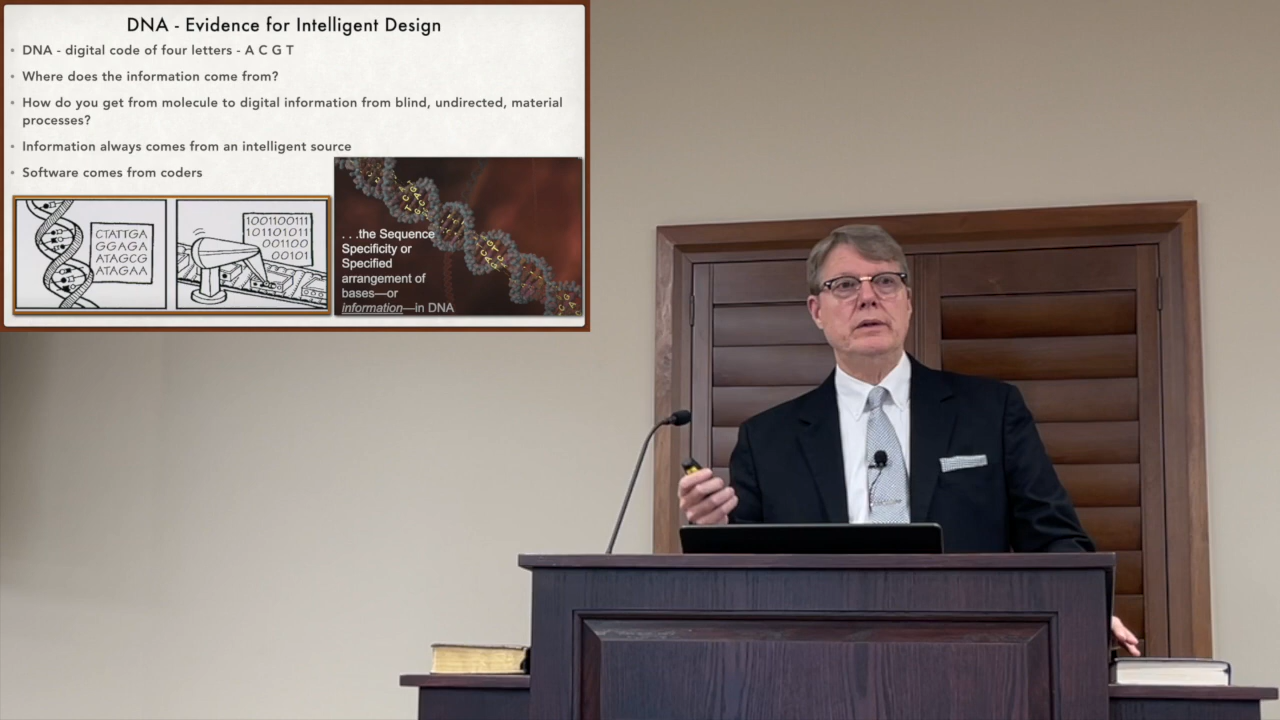 DNA - Evidence for Intelligent Design
• DNA - digital code of four letters - A C G T
• Where does the information come from?
• How do you get from molecule to digital information from blind, undirected, material
processes?
• Information always comes from an intelligent source
• Software comes from coders
CTATTGA
GGAGA
ATAGCG
ATAGAA
1001100111
101101011
001100
00101
. . .the Sequence
Specificity or
Specified
arrangement of
bases—or
information—in DNA